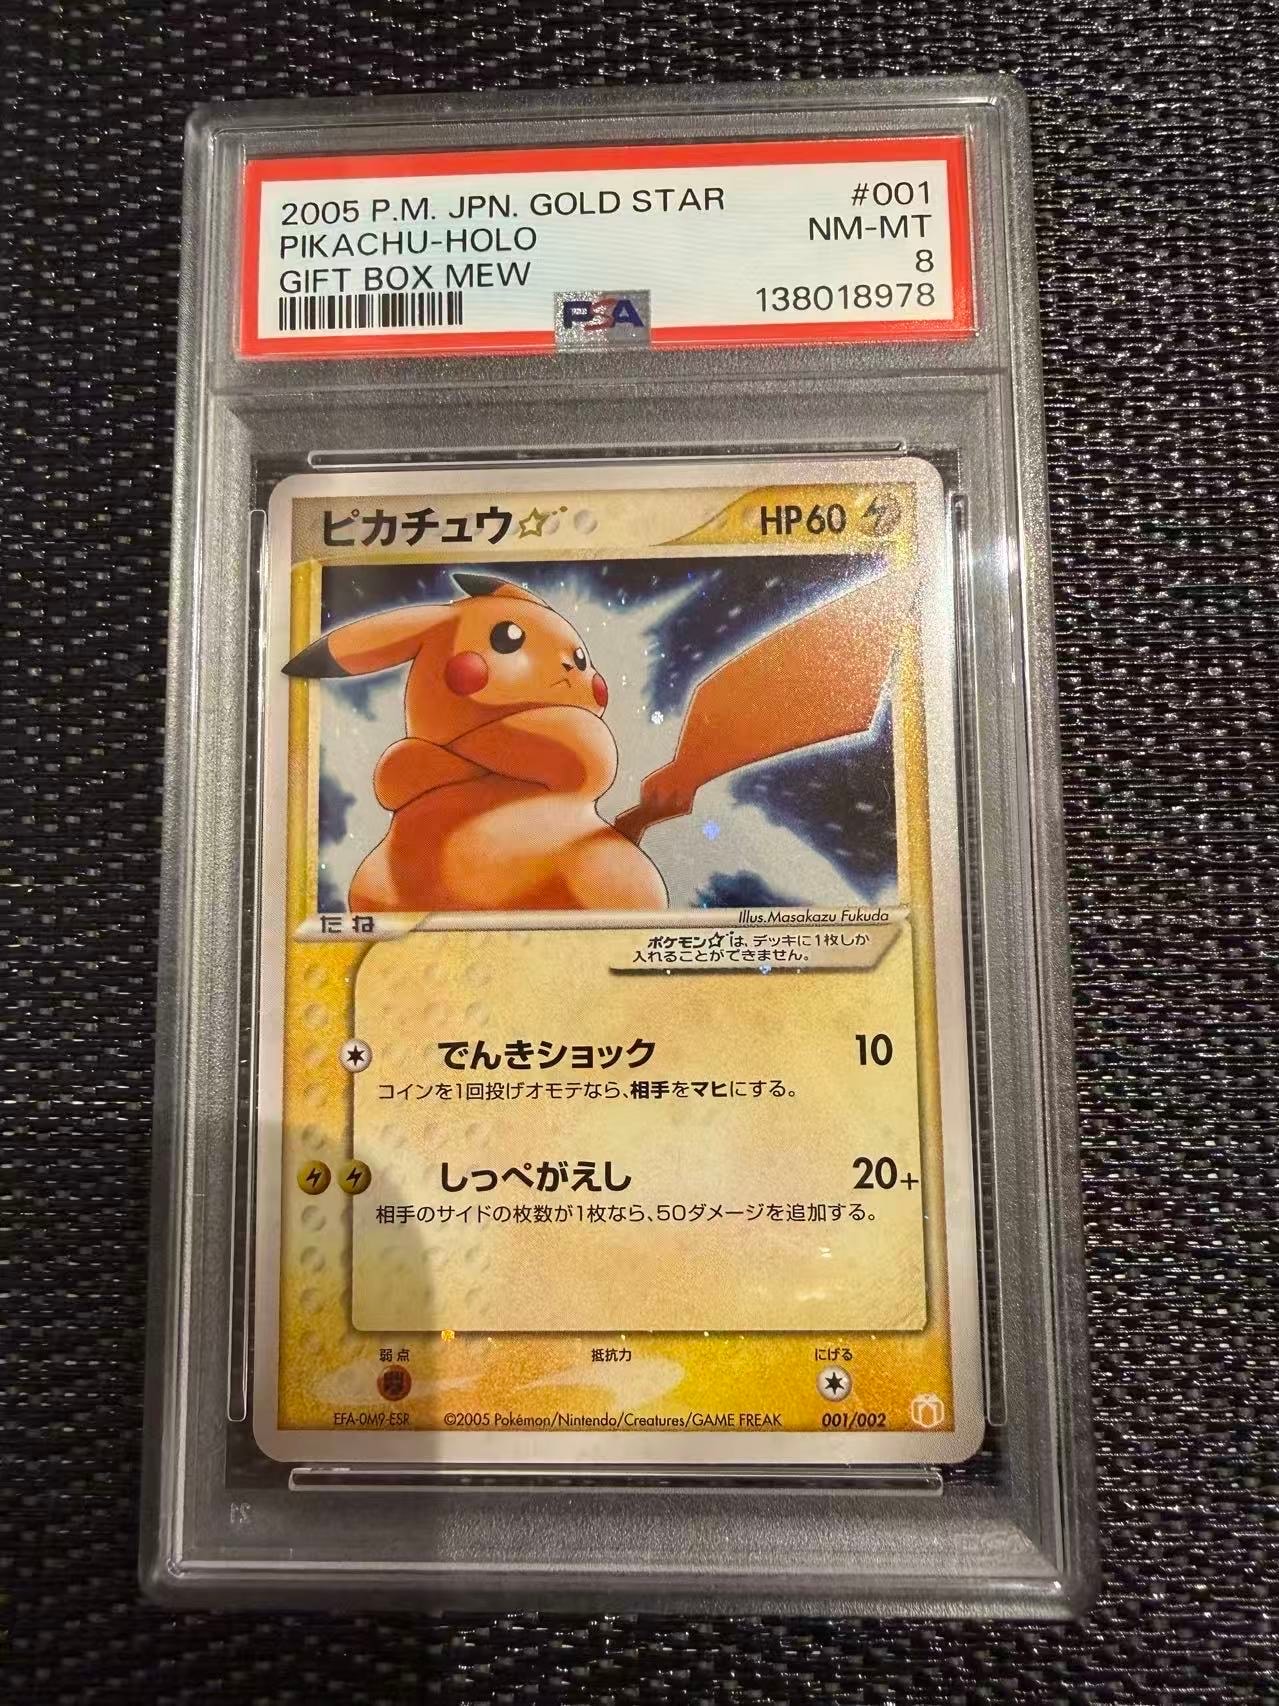 2005 P.M. JPN. GOLD STAR #001
PIKACHU-HOLO NM-MT
GIFT BOX MEW 8
PSA 138018978
ピカチュウ☆ HP60
たね
Illus.Masakazu Fukuda
ポケモン☆は、デッキに1枚しか
入れることができません。
でんきショック 10
コインを1回投げオモテなら、相手をマヒにする。
しっぺがえし 20+
相手のサイドの枚数が1枚なら、50ダメージを追加する。
弱点 抵抗力 にげる
EFA-0M9-ESR ©2005 Pokémon/Nintendo/Creatures/GAME FREAK 001/002